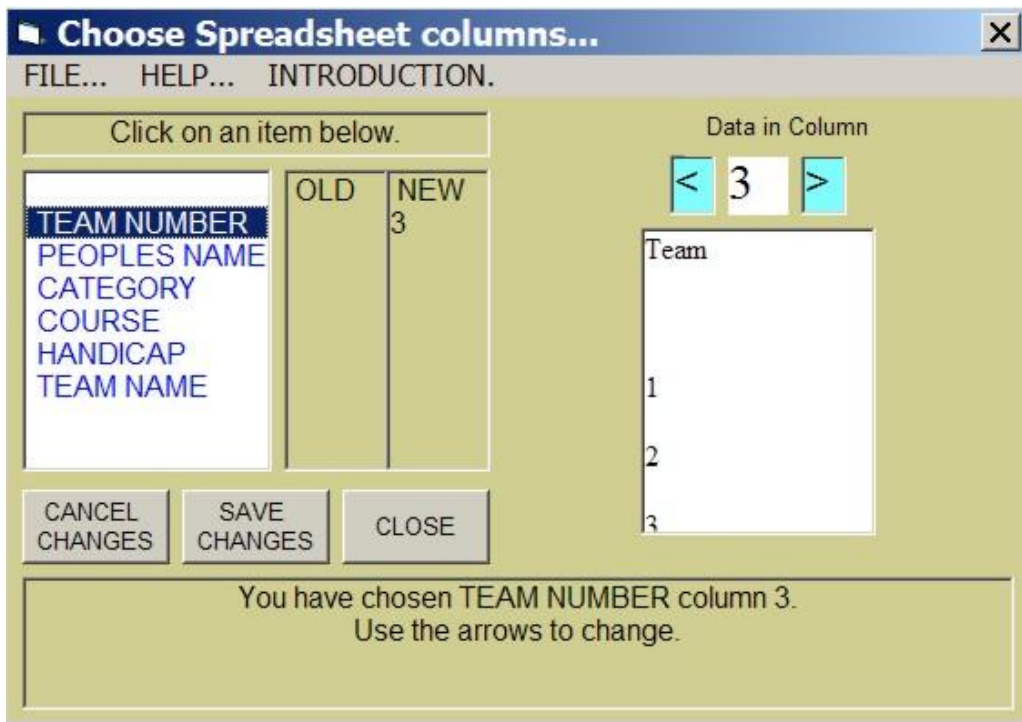 Choose Spreadsheet columns...
FILE... HELP... INTRODUCTION.
Click on an item below.
OLD NEW
3
TEAM NUMBER
PEOPLES NAME
CATEGORY
COURSE
HANDICAP
TEAM NAME
CANCEL CHANGES
SAVE CHANGES
CLOSE
Data in Column
< 3 >
Team
1
2
3
You have chosen TEAM NUMBER column 3.
Use the arrows to change.